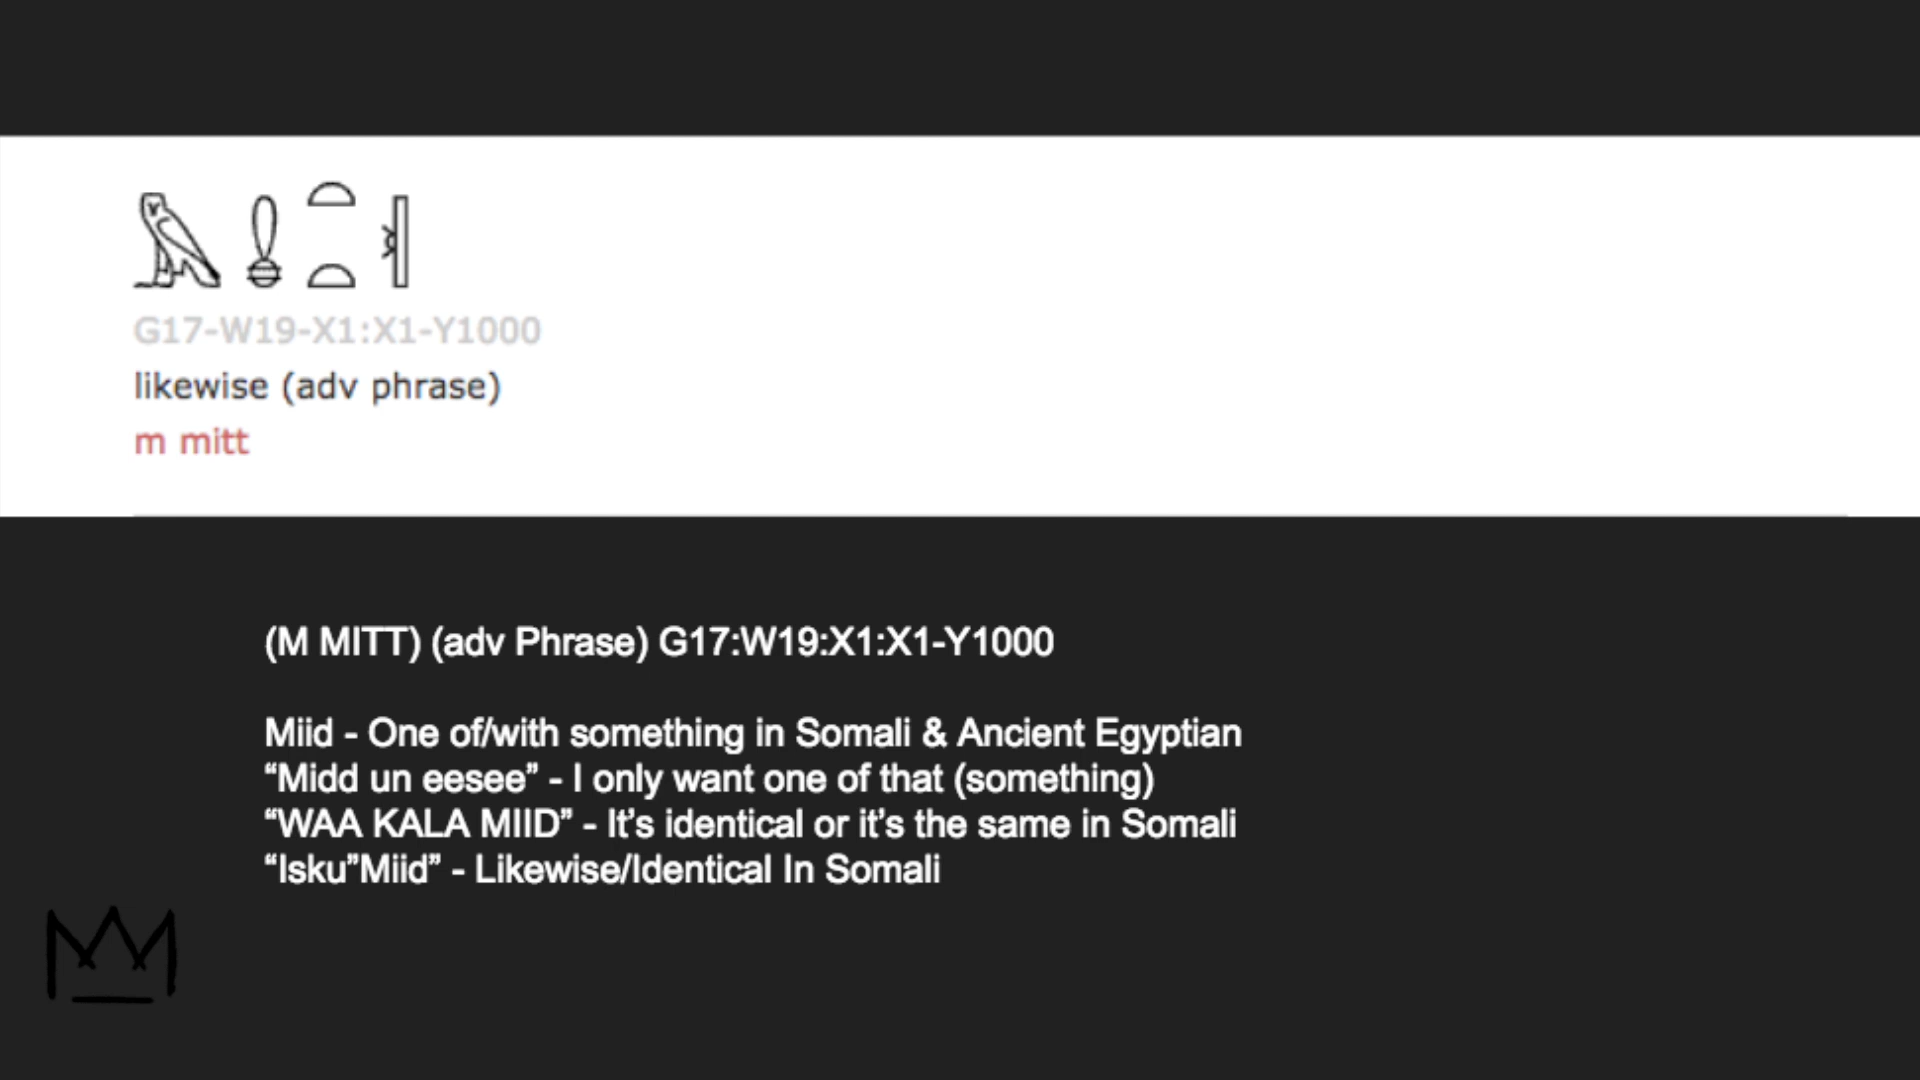 G17-W19-X1:X1-Y1000
likewise (adv phrase)
m mitt
(M MITT) (adv Phrase) G17:W19:X1:X1-Y1000
Miid - One of/with something in Somali & Ancient Egyptian
“Midd un eesee” - I only want one of that (something)
“WAA KALA MIID” - It’s identical or it’s the same in Somali
“Isku”Miid” - Likewise/Identical In Somali